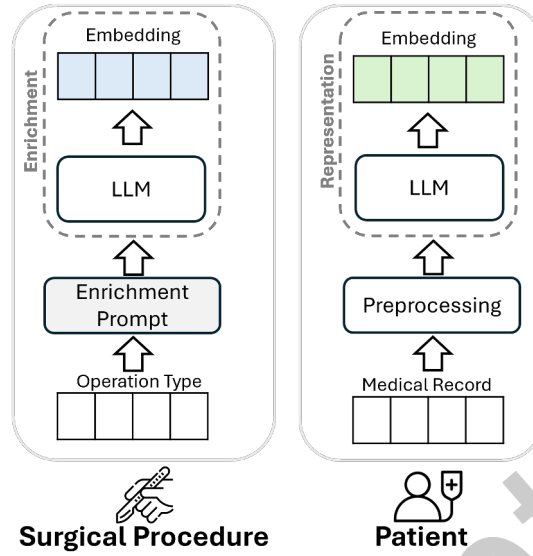 Embedding
Enrichment
LLM
Enrichment
Prompt
Operation Type
Surgical Procedure
Embedding
Representation
LLM
Preprocessing
Medical Record
Patient